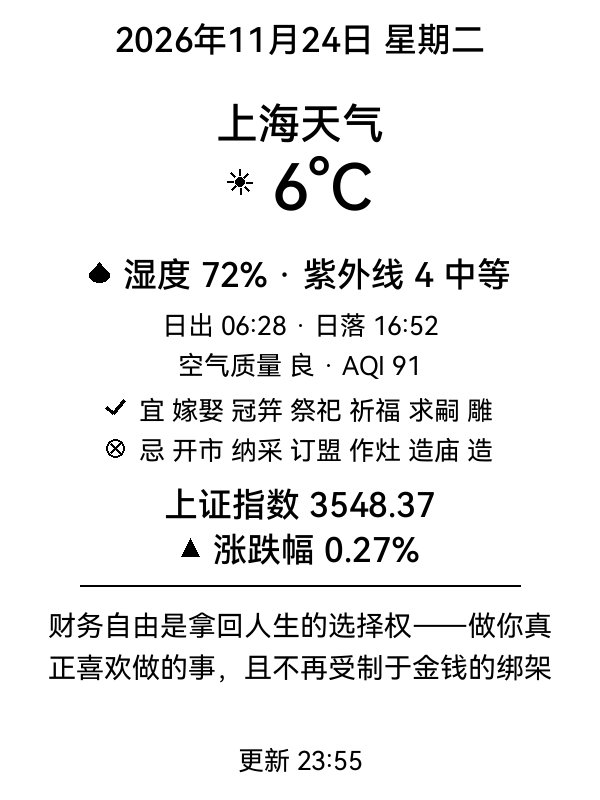 2026年11月24日 星期二
上海天气
6°C
湿度 72% · 紫外线 4 中等
日出 06:28 · 日落 16:52
空气质量 良 · AQI 91
宜 嫁娶 冠笄 祭祀 祈福 求嗣 雕
忌 开市 纳采 订盟 作灶 造庙 造
上证指数 3548.37
▲ 涨跌幅 0.27%
财务自由是拿回人生的选择权——做你真
正喜欢做的事，且不再受制于金钱的绑架
更新 23:55